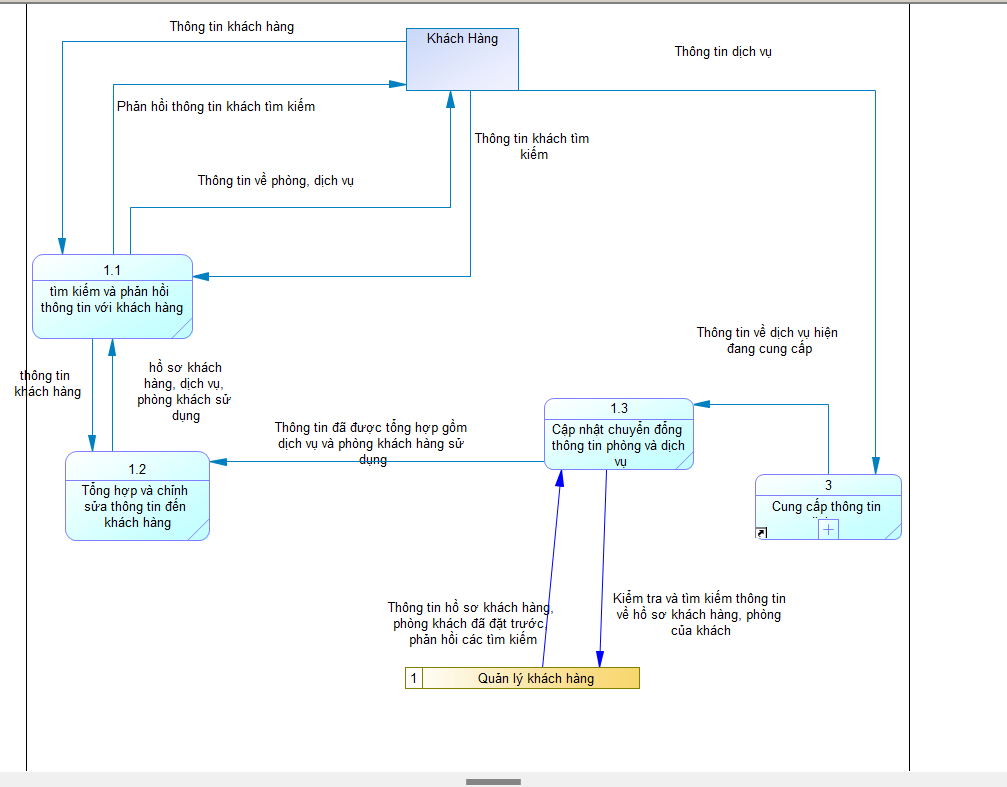 Thông tin khách hàng
Khách Hàng
Thông tin dịch vụ
Phản hồi thông tin khách tìm kiếm
Thông tin khách tìm
kiếm
Thông tin về phòng, dịch vụ
1.1
tìm kiếm và phản hồi
thông tin với khách hàng
Thông tin về dịch vụ hiện
đang cung cấp
thông tin
khách hàng
hồ sơ khách
hàng, dịch vụ,
phòng khách sử
dụng
1.3
Cập nhật chuyển đổng
thông tin phòng và dịch
vụ
Thông tin đã được tổng hợp gồm
dịch vụ và phòng khách hàng sử
dụng
1.2
Tổng hợp và chỉnh
sửa thông tin đến
khách hàng
3
Cung cấp thông tin
Thông tin hồ sơ khách hàng,
phòng khách đã đặt trước,
phản hồi các tìm kiếm
Kiểm tra và tìm kiếm thông tin
về hồ sơ khách hàng, phòng
của khách
1
Quản lý khách hàng